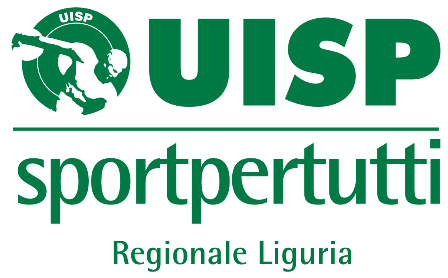 UISP
UISP
sportpertutti
Regionale Liguria